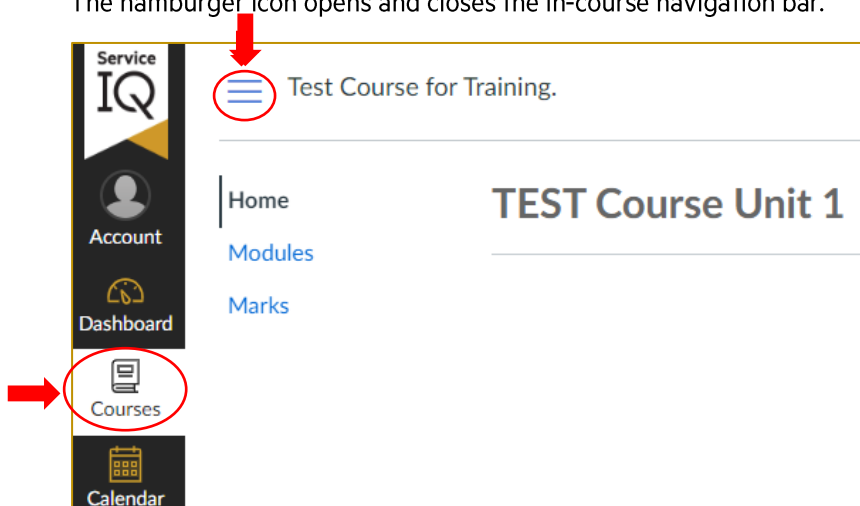 The hamburger icon opens and closes the in-course navigation bar.
Service
IQ
Test Course for Training.
Account
Dashboard
Courses
Calendar
Home
Modules
Marks
TEST Course Unit 1